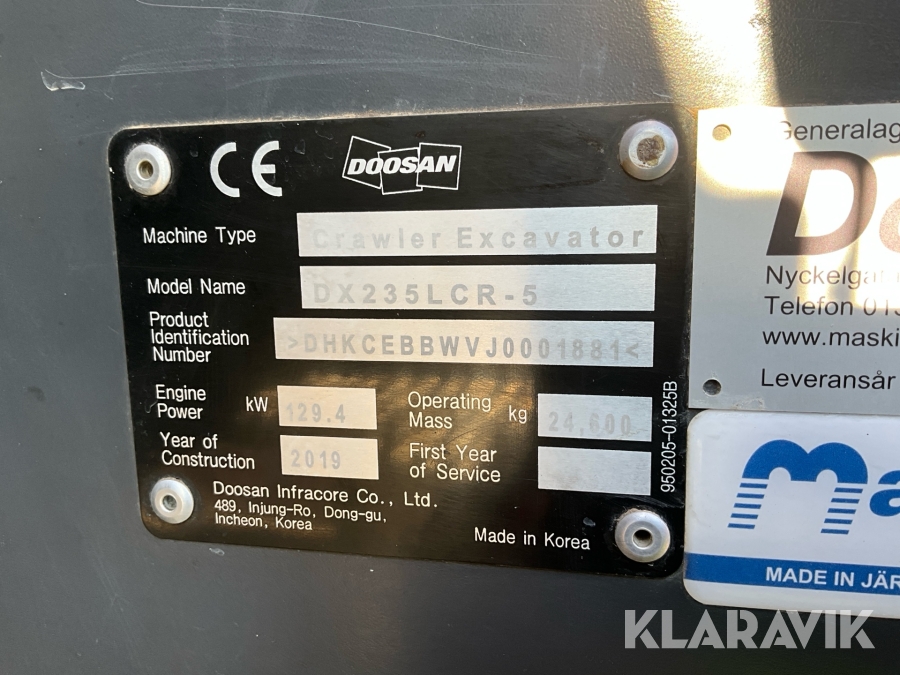 CE DOOSAN
Machine Type Crawler Excavator
Model Name DX235LCR-5
Product
Identification
Number >DHKCEBBWVJ0001881<
Engine
Power kW 129.4
Operating
Mass kg 24,600
Year of
Construction 2019
First Year
of Service
Doosan Infracore Co., Ltd.
489, Injung-Ro, Dong-gu,
Incheon, Korea
Made in Korea
950205-01325B
Generalag
D
Nyckelga
Telefon 01
www.maski
Leveransår
Ma
MADE IN JÄR
KLARAVIK